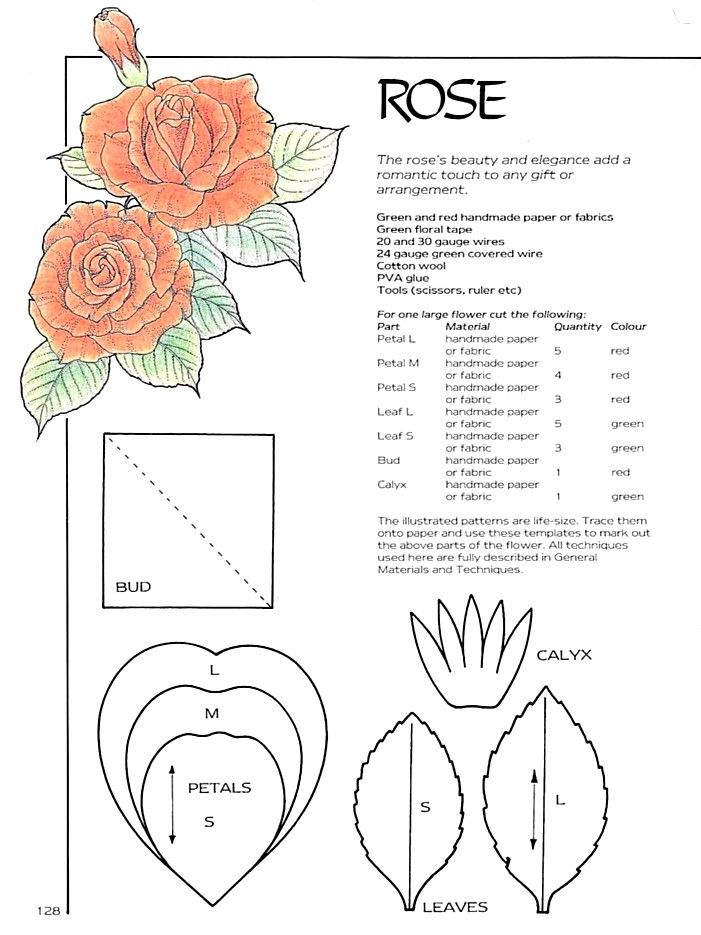 ROSE
The rose's beauty and elegance add a
romantic touch to any gift or
arrangement.
Green and red handmade paper or fabrics
Green floral tape
20 and 30 gauge wires
24 gauge green covered wire
Cotton wool
PVA glue
Tools (scissors, ruler etc)
For one large flower cut the following:
Part Material Quantity Colour
Petal L handmade paper
or fabric 5 red
Petal M handmade paper
or fabric 4 red
Petal S handmade paper
or fabric 3 red
Leaf L handmade paper
or fabric 5 green
Leaf S handmade paper
or fabric 3 green
Bud handmade paper
or fabric 1 red
Calyx handmade paper
or fabric 1 green
The illustrated patterns are life-size. Trace them
onto paper and use these templates to mark out
the above parts of the flower. All techniques
used here are fully described in General
Materials and Techniques.
BUD
CALYX
L
M
PETALS
S
S
L
LEAVES
128